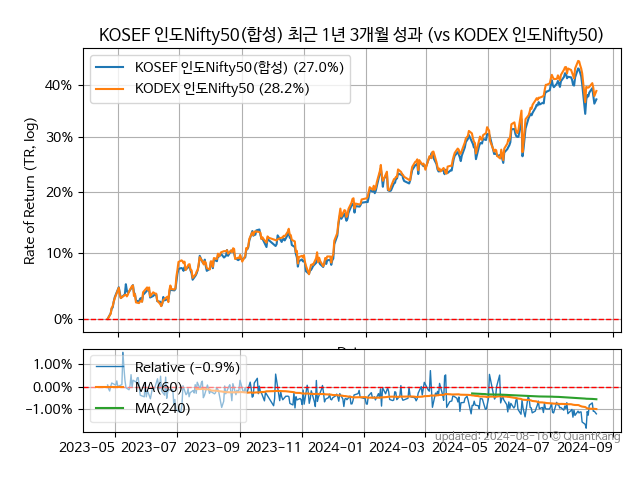 KOSEF 인도Nifty50(합성) 최근 1년 3개월 성과 (vs KODEX 인도Nifty50)
KOSEF 인도Nifty50(합성) (27.0%)
KODEX 인도Nifty50 (28.2%)
Rate of Return (TR, log)
40%
30%
20%
10%
0%
1.00%
0.00%
−1.00%
Relative (−0.9%)
MA(60)
MA(240)
2023−05 2023−07 2023−09 2023−11 2024−01 2024−03 2024−05 2024−07 2024−09
updated: 2024−08−16 © QuantKang